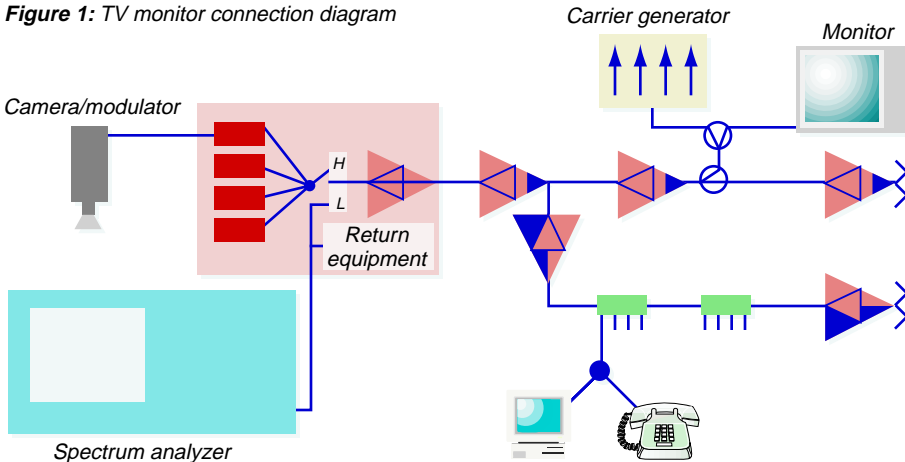 Figure 1: TV monitor connection diagram
Carrier generator
Monitor
Camera/modulator
H
L
Return
equipment
Spectrum analyzer